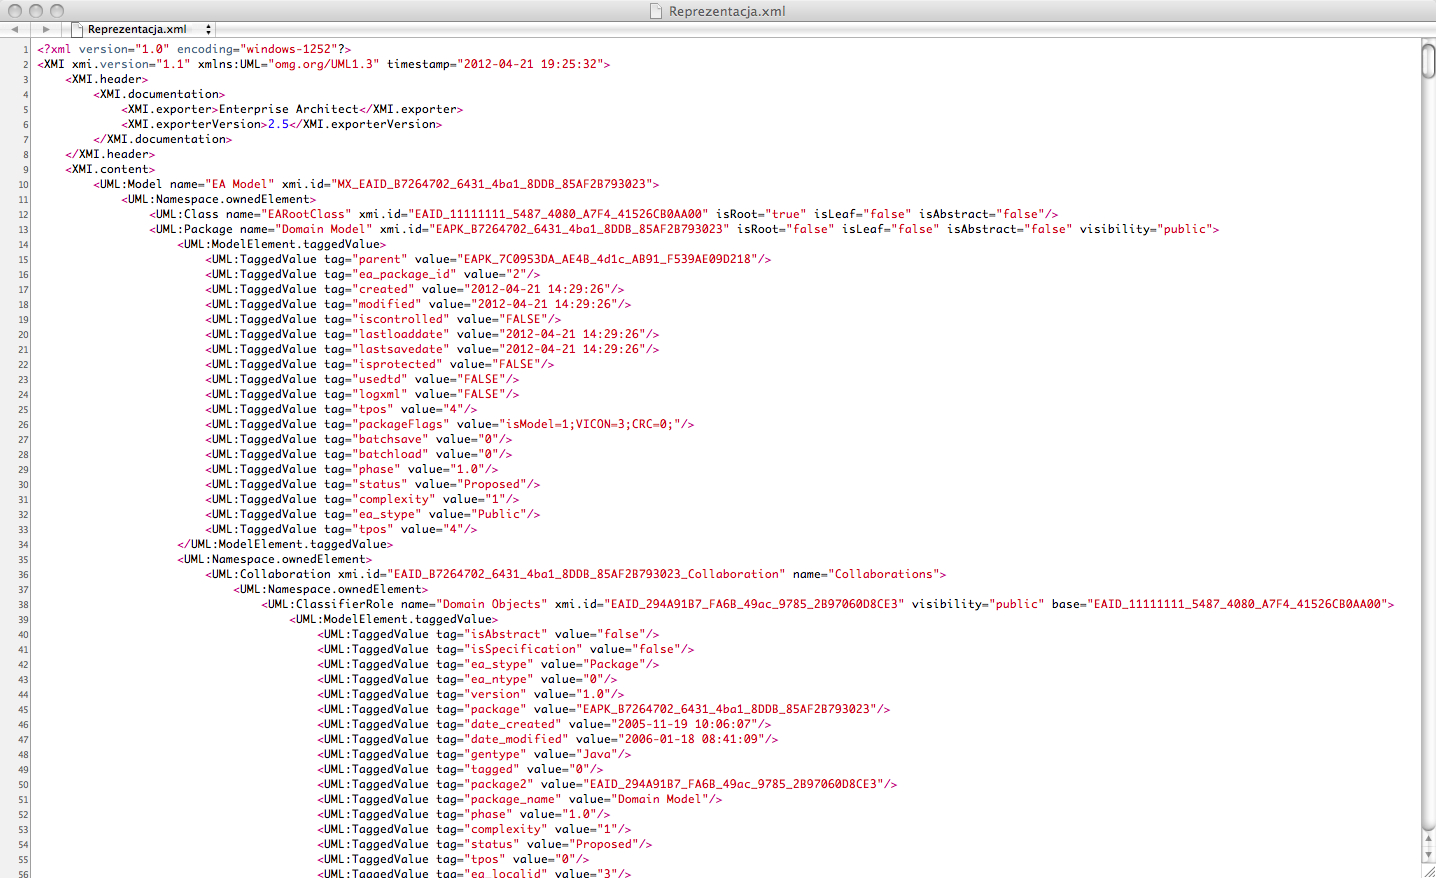 Reprezentacja.xml
Reprezentacja.xml
1 <?xml version="1.0" encoding="windows-1252"?>
2 <XMI xmi.version="1.1" xmlns:UML="omg.org/UML1.3" timestamp="2012-04-21 19:25:32">
3 <XMI.header>
4 <XMI.documentation>
5 <XMI.exporter>Enterprise Architect</XMI.exporter>
6 <XMI.exporterVersion>2.5</XMI.exporterVersion>
7 </XMI.documentation>
8 </XMI.header>
9 <XMI.content>
10 <UML:Model name="EA Model" xmi.id="MX_EAID_B7264702_6431_4ba1_8DDB_85AF2B793023">
11 <UML:Namespace.ownedElement>
12 <UML:Class name="EARootClass" xmi.id="EAID_11111111_5487_4080_A7F4_41526CB0AA00" isRoot="true" isLeaf="false" isAbstract="false"/>
13 <UML:Package name="Domain Model" xmi.id="EAPK_B7264702_6431_4ba1_8DDB_85AF2B793023" isRoot="false" isLeaf="false" isAbstract="false" visibility="public">
14 <UML:ModelElement.taggedValue>
15 <UML:TaggedValue tag="parent" value="EAPK_7C0953DA_AE4B_4d1c_AB91_F539AE09D218"/>
16 <UML:TaggedValue tag="ea_package_id" value="2"/>
17 <UML:TaggedValue tag="created" value="2012-04-21 14:29:26"/>
18 <UML:TaggedValue tag="modified" value="2012-04-21 14:29:26"/>
19 <UML:TaggedValue tag="iscontrolled" value="FALSE"/>
20 <UML:TaggedValue tag="lastloaddate" value="2012-04-21 14:29:26"/>
21 <UML:TaggedValue tag="lastsavedate" value="2012-04-21 14:29:26"/>
22 <UML:TaggedValue tag="isprotected" value="FALSE"/>
23 <UML:TaggedValue tag="usedtd" value="FALSE"/>
24 <UML:TaggedValue tag="logxml" value="FALSE"/>
25 <UML:TaggedValue tag="tpos" value="4"/>
26 <UML:TaggedValue tag="packageFlags" value="isModel=1;VICON=3;CRC=0;"/>
27 <UML:TaggedValue tag="batchsave" value="0"/>
28 <UML:TaggedValue tag="batchload" value="0"/>
29 <UML:TaggedValue tag="phase" value="1.0"/>
30 <UML:TaggedValue tag="status" value="Proposed"/>
31 <UML:TaggedValue tag="complexity" value="1"/>
32 <UML:TaggedValue tag="ea_stype" value="Public"/>
33 <UML:TaggedValue tag="tpos" value="4"/>
34 </UML:ModelElement.taggedValue>
35 <UML:Namespace.ownedElement>
36 <UML:Collaboration xmi.id="EAID_B7264702_6431_4ba1_8DDB_85AF2B793023_Collaboration" name="Collaborations">
37 <UML:Namespace.ownedElement>
38 <UML:ClassifierRole name="Domain Objects" xmi.id="EAID_294A91B7_FA6B_49ac_9785_2B97060D8CE3" visibility="public" base="EAID_11111111_5487_4080_A7F4_41526CB0AA00">
39 <UML:ModelElement.taggedValue>
40 <UML:TaggedValue tag="isAbstract" value="false"/>
41 <UML:TaggedValue tag="isSpecification" value="false"/>
42 <UML:TaggedValue tag="ea_stype" value="Package"/>
43 <UML:TaggedValue tag="ea_ntype" value="0"/>
44 <UML:TaggedValue tag="version" value="1.0"/>
45 <UML:TaggedValue tag="package" value="EAPK_B7264702_6431_4ba1_8DDB_85AF2B793023"/>
46 <UML:TaggedValue tag="date_created" value="2005-11-19 10:06:07"/>
47 <UML:TaggedValue tag="date_modified" value="2006-01-18 08:41:09"/>
48 <UML:TaggedValue tag="gentype" value="Java"/>
49 <UML:TaggedValue tag="tagged" value="0"/>
50 <UML:TaggedValue tag="package2" value="EAID_294A91B7_FA6B_49ac_9785_2B97060D8CE3"/>
51 <UML:TaggedValue tag="package_name" value="Domain Model"/>
52 <UML:TaggedValue tag="phase" value="1.0"/>
53 <UML:TaggedValue tag="complexity" value="1"/>
54 <UML:TaggedValue tag="status" value="Proposed"/>
55 <UML:TaggedValue tag="tpos" value="0"/>
56 <UML:TaggedValue tag="ea_localid" value="3"/>